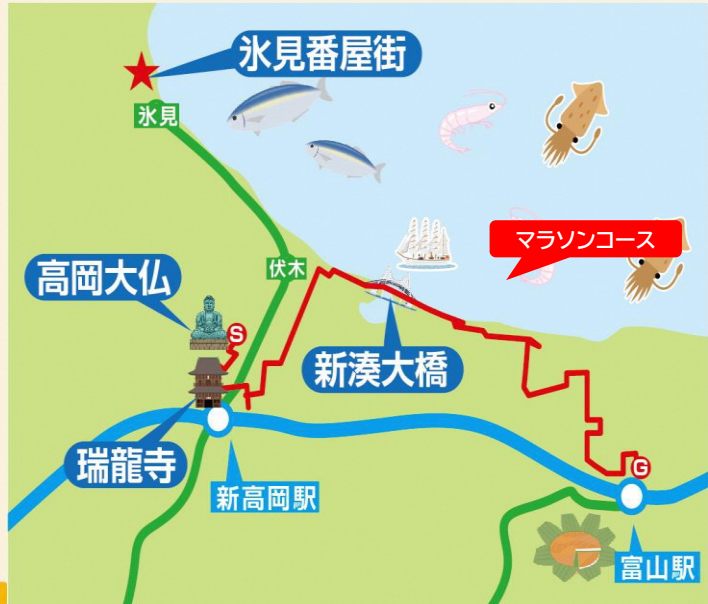 氷見番屋街
氷見
マラソンコース
伏木
高岡大仏
S
新湊大橋
瑞龍寺
新高岡駅
G
富山駅